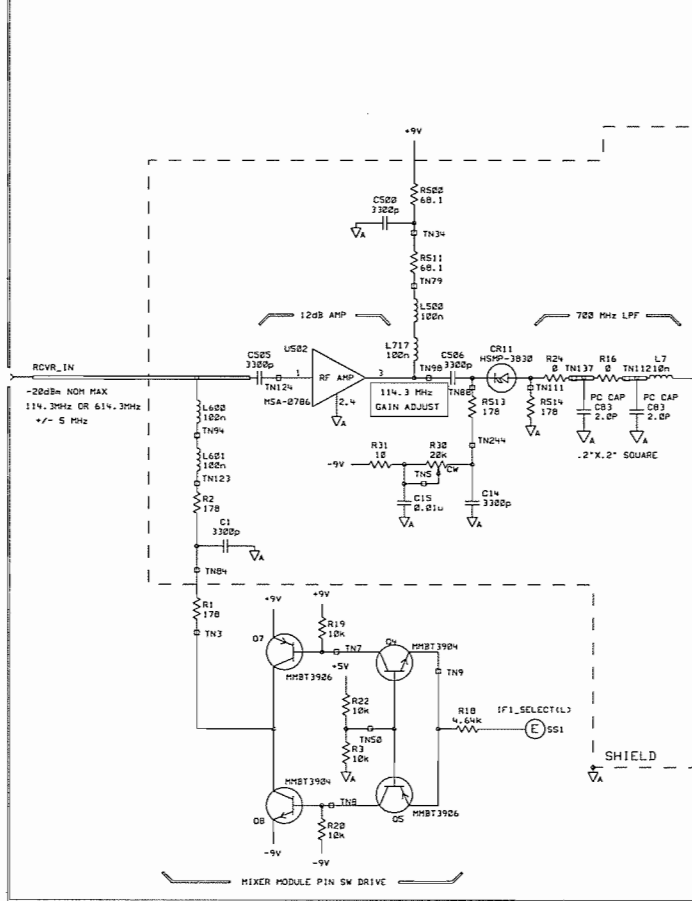 +9V
R500
68.1
C500
3300p
A
TN34
R511
68.1
TN79
L500
100n
12dB AMP
700 MHz LPF
L717
100n
U502
C505
3300p
TN124
1
RF AMP
3
2.4
A
MSA-0786
TN98
C506
3300p
TN88
CR11
HSMP-3830
TN111
R24
0
TN137
R16
0
TN112
L7
10n
RCVR_IN
-20dBm NOM MAX
114.3MHz OR 614.3MHz
+/- 5 MHz
114.3 MHz
GAIN ADJUST
R513
178
R514
178
A
PC CAP
C83
2.0P
A
PC CAP
C83
2.0P
A
.2"X.2" SQUARE
L600
100n
TN94
L601
100n
TN123
R2
178
TN244
-9V
R31
10
R30
20k
TN5
CW
C15
0.01u
A
C14
3300p
A
C1
3300p
A
TN84
R1
178
TN3
+9V
Q7
MMBT3906
+9V
R19
10k
TN7
Q4
MMBT3904
TN9
+5V
R22
10k
TN50
R3
10k
A
R18
4.64k
IF1_SELECT(L)
E
SS1
SHIELD
A
MMBT3904
Q8
-9V
TN8
R20
10k
-9V
Q5
MMBT3906
MIXER MODULE PIN SW DRIVE